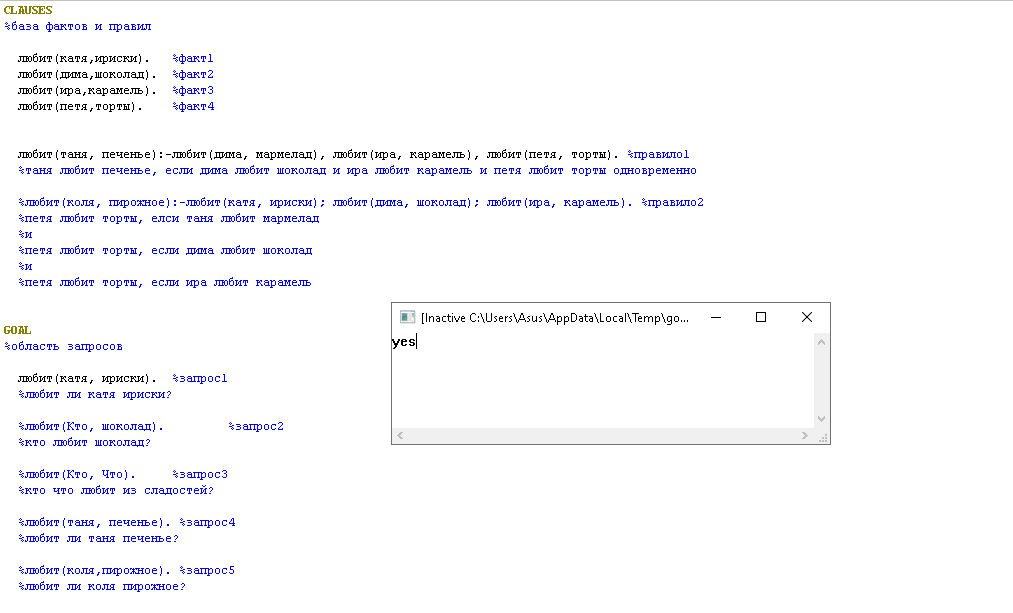 CLAUSES
%база фактов и правил
любит(катя,ириски). %факт1
любит(дима,шоколад). %факт2
любит(ира,карамель). %факт3
любит(петя,торты). %факт4
любит(таня, печенье):-любит(дима, мармелад), любит(ира, карамель), любит(петя, торты). %правило1
%таня любит печенье, если дима любит шоколад и ира любит карамель и петя любит торты одновременно
%любит(коля, пирожное):-любит(катя, ириски); любит(дима, шоколад); любит(ира, карамель). %правило2
%петя любит торты, елси таня любит мармелад
%и
%петя любит торты, если дима любит шоколад
%и
%петя любит торты, если ира любит карамель
GOAL
%область запросов
любит(катя, ириски). %запрос1
%любит ли катя ириски?
%любит(Кто, шоколад). %запрос2
%кто любит шоколад?
%любит(Кто, Что). %запрос3
%кто что любит из сладостей?
%любит(таня, печенье). %запрос4
%любит ли таня печенье?
%любит(коля,пирожное). %запрос5
%любит ли коля пирожное?
[Inactive C:\Users\Asus\AppData\Local\Temp\go...
yes